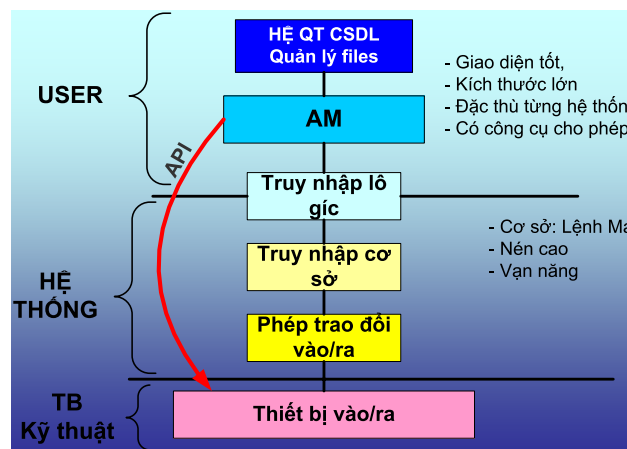 HỆ QT CSDL
Quản lý files
USER
AM
API
- Giao diện tốt,
- Kích thước lớn
- Đặc thù từng hệ thốn
- Có công cụ cho phép
Truy nhập lô
gíc
HỆ
THỐNG
Truy nhập cơ
sở
- Cơ sở: Lệnh Má
- Nén cao
- Vạn năng
Phép trao đổi
vào/ra
TB
Kỹ thuật
Thiết bị vào/ra